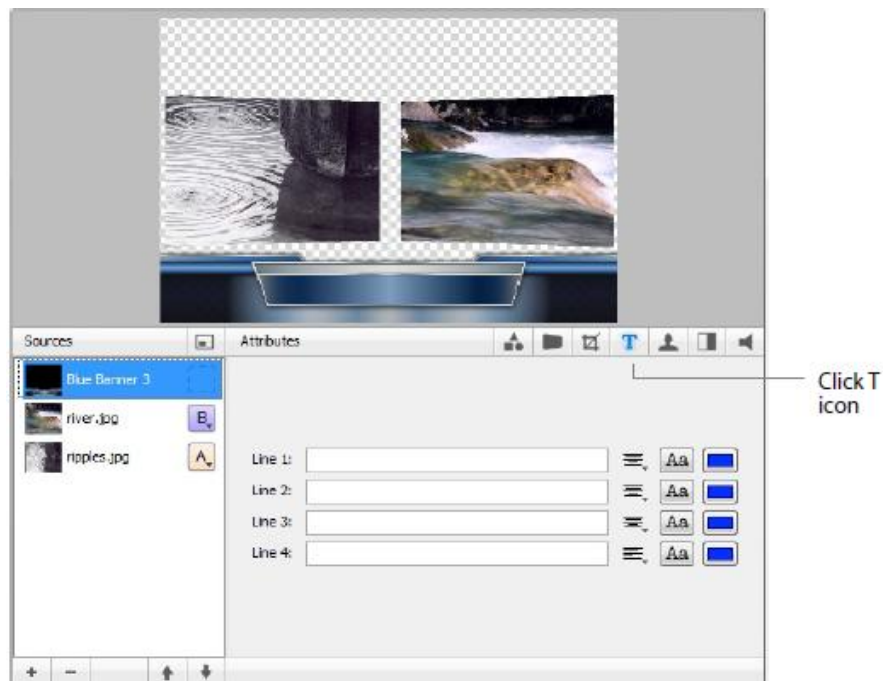 Sources
Attributes
T
Click T
icon
Blue Banner 3
river.jpg
B
ripples.jpg
A
Line 1:
Aa
Line 2:
Aa
Line 3:
Aa
Line 4:
Aa